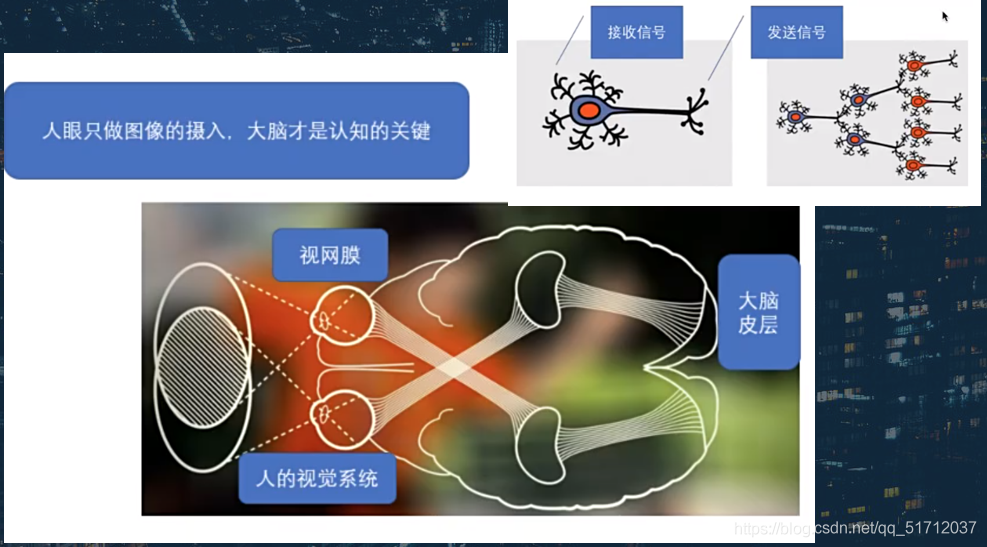 接收信号
发送信号
人眼只做图像的摄入，大脑才是认知的关键
视网膜
大脑
皮层
人的视觉系统
https://blog.csdn.net/qq_51712037